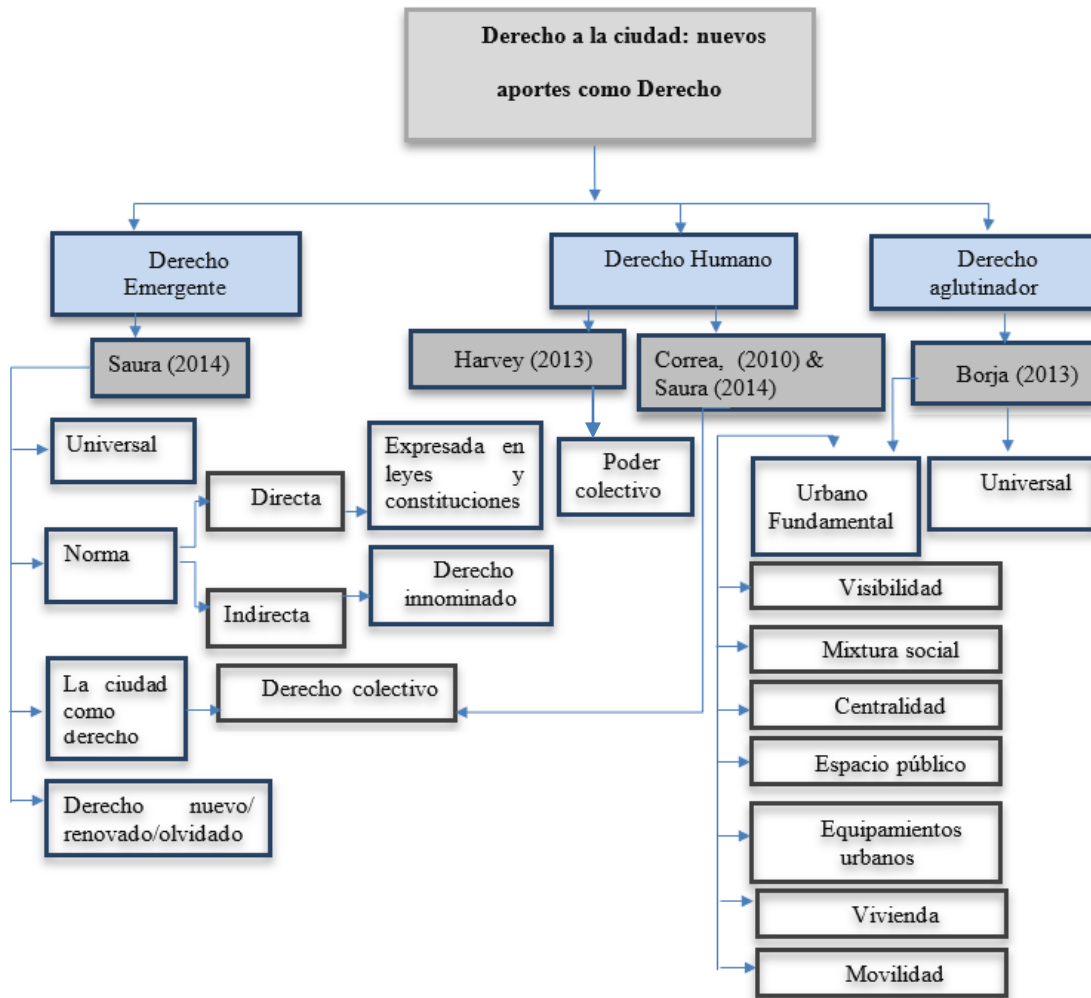 Derecho a la ciudad: nuevos
aportes como Derecho
Derecho
Emergente
Derecho Humano
Derecho
aglutinador
Saura (2014)
Harvey (2013)
Correa, (2010) &
Saura (2014)
Borja (2013)
Universal
Norma
Directa
Indirecta
Expresada en
leyes y
constituciones
Derecho
innominado
Poder
colectivo
Urbano
Fundamental
Universal
La ciudad
como
derecho
Derecho colectivo
Derecho nuevo/
renovado/olvidado
Visibilidad
Mixtura social
Centralidad
Espacio público
Equipamientos
urbanos
Vivienda
Movilidad